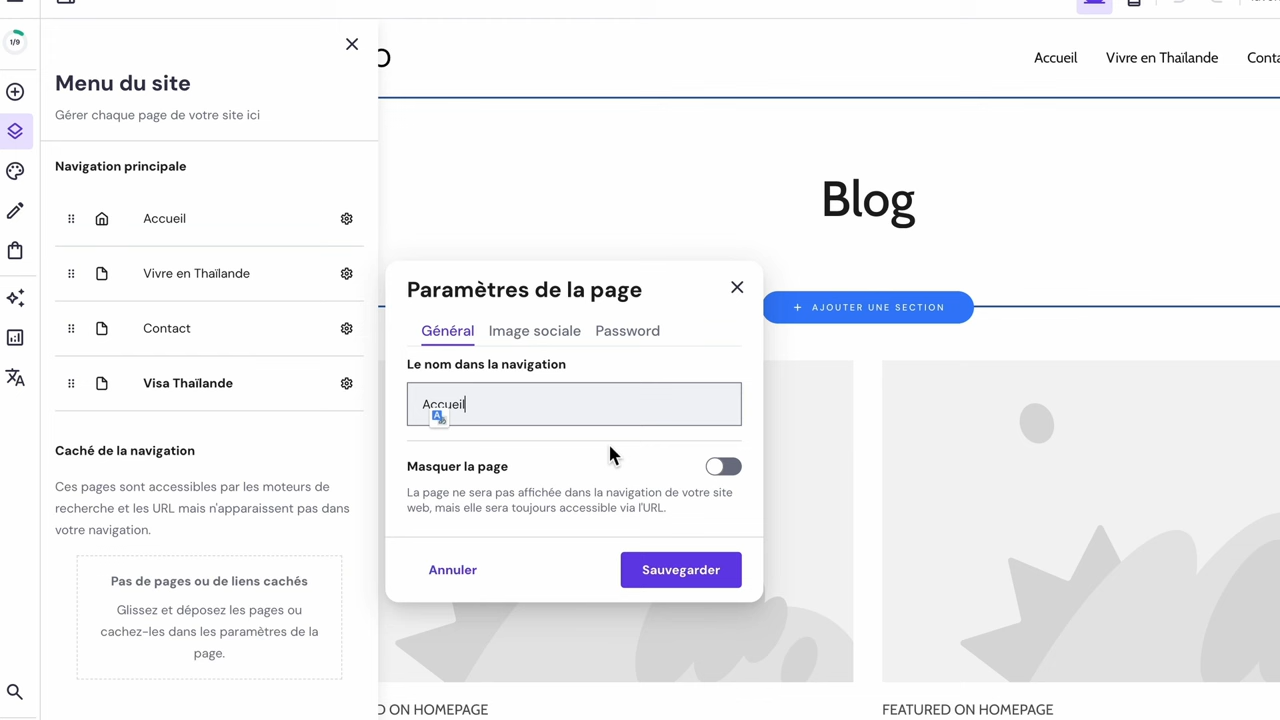 1/9
Menu du site
Gérer chaque page de votre site ici
Navigation principale
Accueil
Vivre en Thaïlande
Contact
Visa Thaïlande
Caché de la navigation
Ces pages sont accessibles par les moteurs de
recherche et les URL mais n'apparaissent pas dans
votre navigation.
Pas de pages ou de liens cachés
Glissez et déposez les pages ou
cachez-les dans les paramètres de la
page.
Accueil Vivre en Thaïlande Conta
Blog
+ AJOUTER UNE SECTION
Paramètres de la page
Général Image sociale Password
Le nom dans la navigation
Accueil
Masquer la page
La page ne sera pas affichée dans la navigation de votre site
web, mais elle sera toujours accessible via l'URL.
Annuler Sauvegarder
D ON HOMEPAGE
FEATURED ON HOMEPAGE